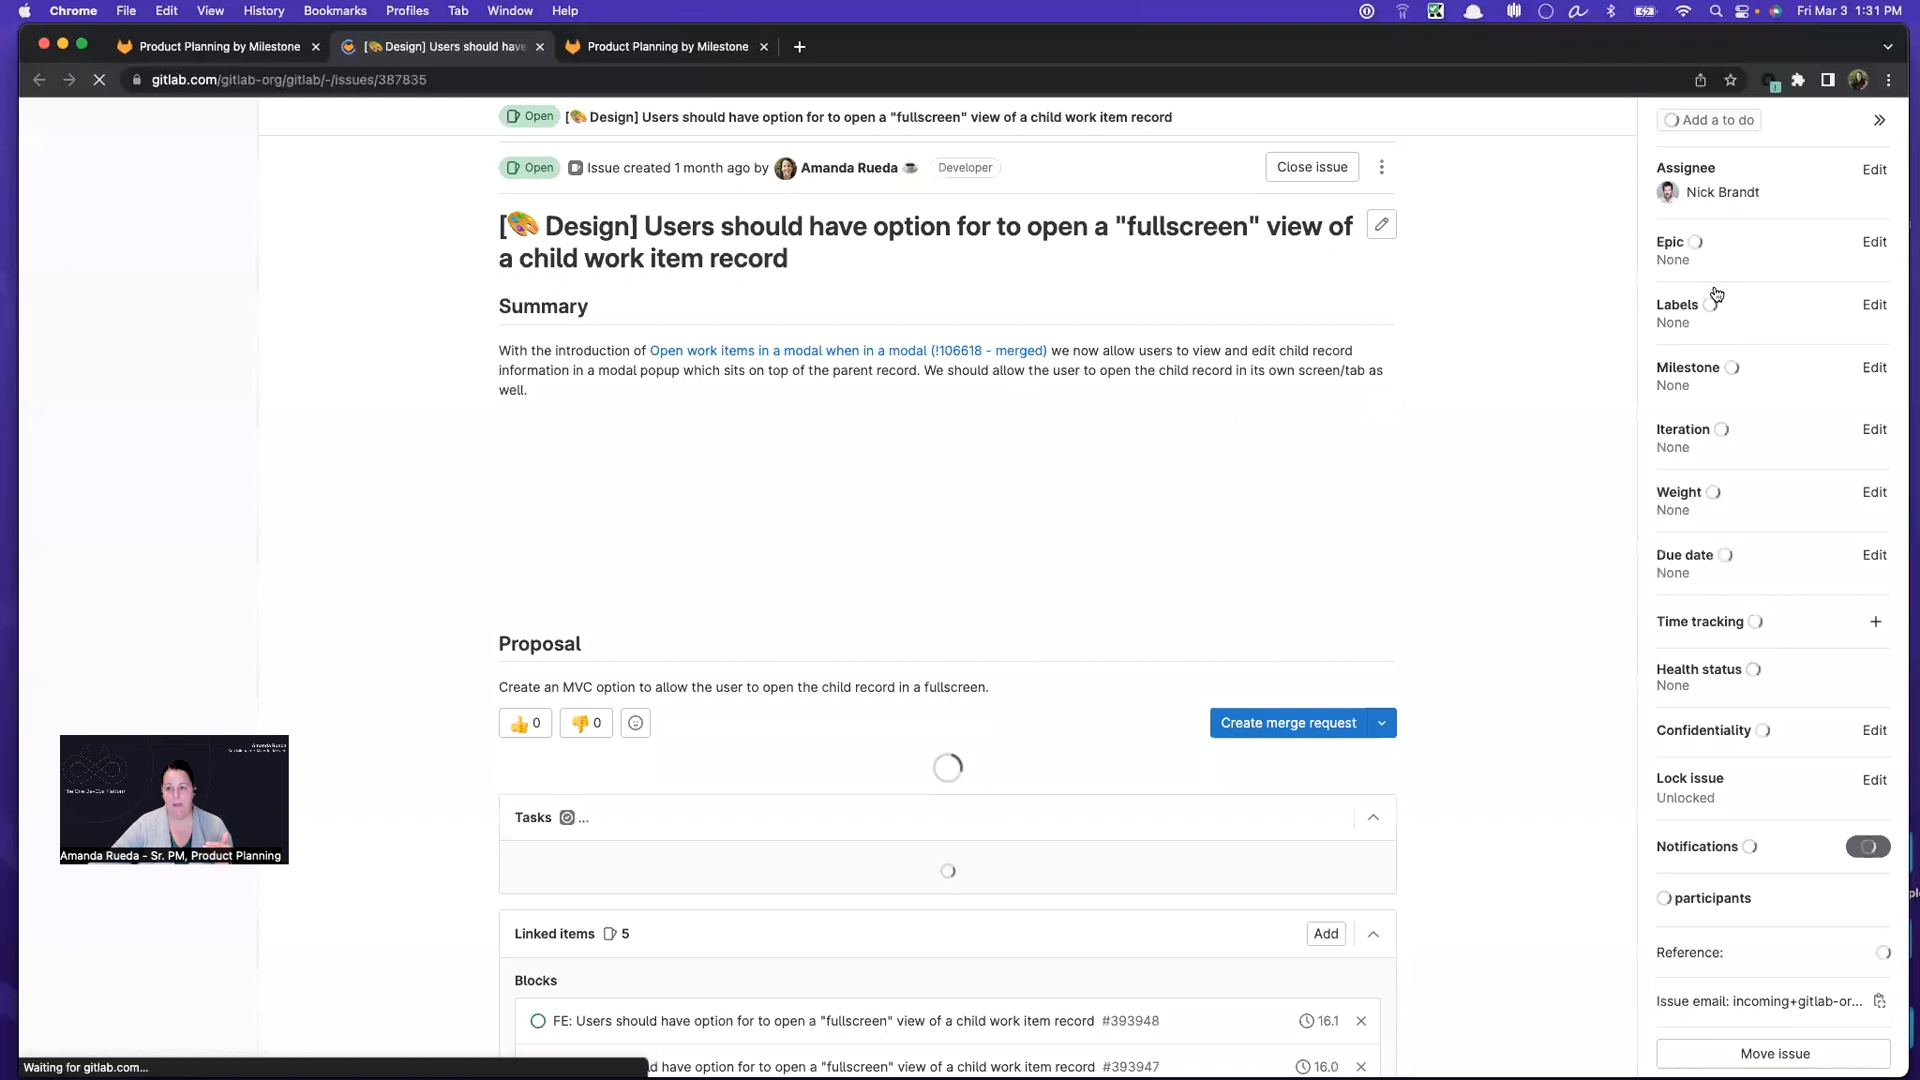 Chrome File Edit View History Bookmarks Profiles Tab Window Help Fri Mar 3 1:31 PM
Product Planning by Milestone [🎨 Design] Users should have Product Planning by Milestone
gitlab.com/gitlab-org/gitlab/-/issues/387835
Open [🎨 Design] Users should have option for to open a "fullscreen" view of a child work item record
Open Issue created 1 month ago by Amanda Rueda ☕ Developer Close issue
[🎨 Design] Users should have option for to open a "fullscreen" view of
a child work item record
Summary
With the introduction of Open work items in a modal when in a modal (!106618 - merged) we now allow users to view and edit child record
information in a modal popup which sits on top of the parent record. We should allow the user to open the child record in its own screen/tab as
well.
Proposal
Create an MVC option to allow the user to open the child record in a fullscreen.
👍 0 👎 0 Create merge request
Tasks ...
Linked items 5 Add
Blocks
FE: Users should have option for to open a "fullscreen" view of a child work item record #393948 16.1
have option for to open a "fullscreen" view of a child work item record #393947 16.0
Add a to do
Assignee Edit
Nick Brandt
Epic Edit
None
Labels Edit
None
Milestone Edit
None
Iteration Edit
None
Weight Edit
None
Due date Edit
None
Time tracking +
Health status
None
Confidentiality Edit
Lock issue Edit
Unlocked
Notifications
participants
Reference:
Issue email: incoming+gitlab-or...
Move issue
The One DevOps Platform
Amanda Rueda - Sr. PM, Product Planning
Waiting for gitlab.com...